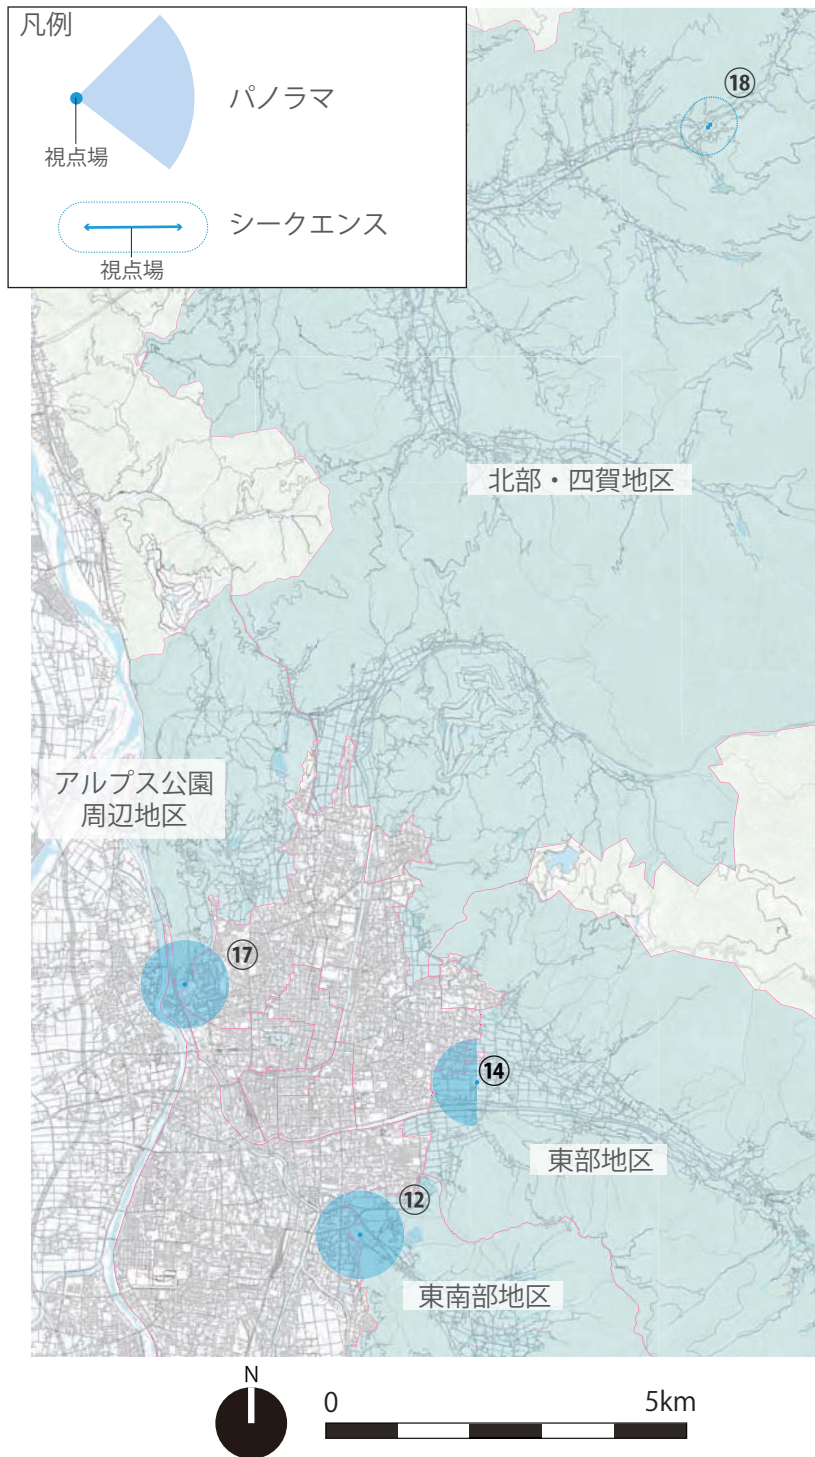 凡例
パノラマ
視点場
シークエンス
視点場
⑱
北部・四賀地区
アルプス公園
周辺地区
⑰
⑭
東部地区
⑫
東南部地区
N
0
5km